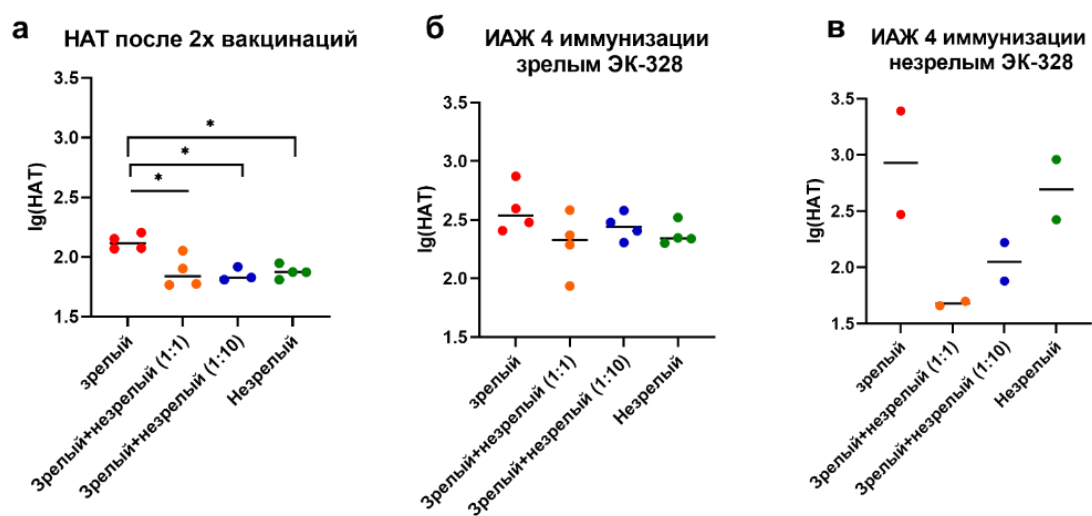 а
НАТ после 2х вакцинаций
lg(НАТ)
3.5
3.0
2.5
2.0
1.5
*
*
*
зрелый
Зрелый+незрелый (1:1)
Зрелый+незрелый (1:10)
Незрелый
б
ИАЖ 4 иммунизации
зрелым ЭК-328
lg(НАТ)
3.5
3.0
2.5
2.0
1.5
зрелый
Зрелый+незрелый (1:1)
Зрелый+незрелый (1:10)
Незрелый
в
ИАЖ 4 иммунизации
незрелым ЭК-328
lg(НАТ)
3.5
3.0
2.5
2.0
1.5
зрелый
Зрелый+незрелый (1:1)
Зрелый+незрелый (1:10)
Незрелый